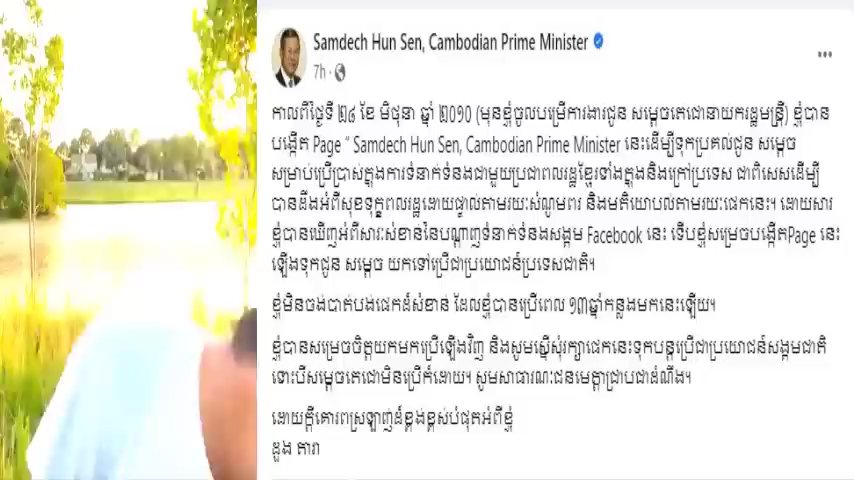 Samdech Hun Sen, Cambodian Prime Minister
7h
កាលពីថ្ងៃទី ២៤ ខែ មិថុនា ឆ្នាំ ២០១០ (មុនខ្ញុំចូលបម្រើការងារជូន សម្តេចតេជោនាយករដ្ឋមន្ត្រី) ខ្ញុំបាន
បង្កើត Page “ Samdech Hun Sen, Cambodian Prime Minister នេះដើម្បីទុកប្រគល់ជូន សម្តេច
សម្រាប់ប្រើប្រាស់ក្នុងការទំនាក់ទំនងជាមួយប្រជាពលរដ្ឋខ្មែរទាំងក្នុងនិងក្រៅប្រទេស ជាពិសេសដើម្បី
បានដឹងអំពីសុខទុក្ខពលរដ្ឋដោយផ្ទាល់តាមរយៈសំណូមពរ និងមតិយោបល់តាមរយៈផេកនេះ។ ដោយសារ
ខ្ញុំបានឃើញអំពីសារៈសំខាន់នៃបណ្តាញទំនាក់ទំនងសង្គម Facebook នេះ ទើបខ្ញុំសម្រេចបង្កើតPage នេះ
ឡើងទុកជូន សម្តេច យកទៅប្រើជាប្រយោជន៍ប្រទេសជាតិ។
ខ្ញុំមិនចង់បាត់បង់ផេកដ៏សំខាន់ ដែលខ្ញុំបានប្រើពេល ១៣ឆ្នាំកន្លងមកនេះឡើយ។
ខ្ញុំបានសម្រេចចិត្តយកមកប្រើឡើងវិញ និងសូមស្នើសុំរក្សាផេកនេះទុកបន្តប្រើជាប្រយោជន៍សង្គមជាតិ
ទោះបីសម្តេចតេជោមិនប្រើក៏ដោយ។ សូមសាធារណៈជនមេត្តាជ្រាបជាដំណឹង។
ដោយក្តីគោរពស្រឡាញ់ដ៏ខ្ពង់ខ្ពស់បំផុតអំពីខ្ញុំ
ដួង តារា